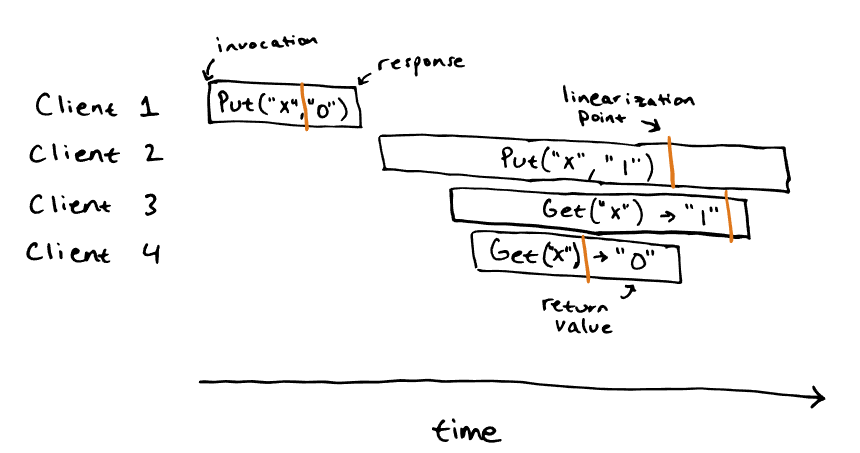 invocation
response
Client 1 Put("x","0")
linearization
point
Client 2 Put("x", "1")
Client 3 Get("x") → "1"
Client 4 Get("x") → "0"
return
value
time